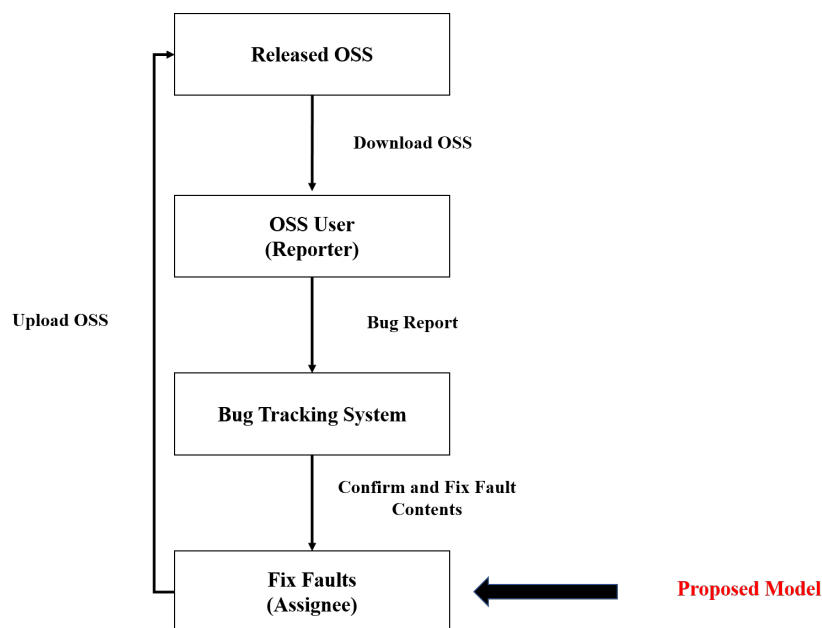 Released OSS
Download OSS
OSS User
(Reporter)
Upload OSS
Bug Report
Bug Tracking System
Confirm and Fix Fault
Contents
Fix Faults
(Assignee)
Proposed Model